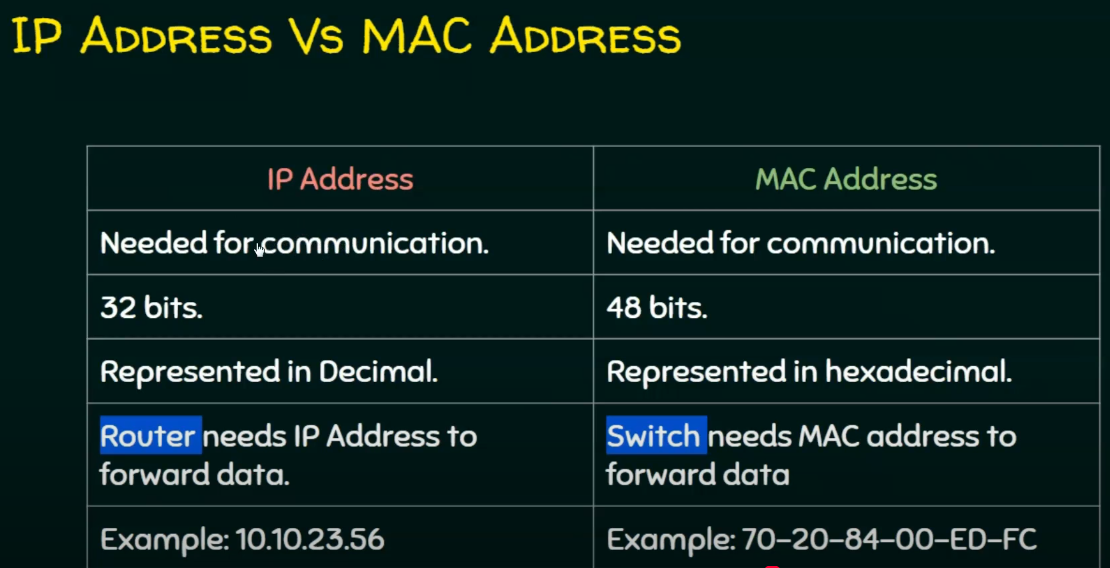 IP Address Vs MAC Address
IP Address
MAC Address
Needed for communication.
Needed for communication.
32 bits.
48 bits.
Represented in Decimal.
Represented in hexadecimal.
Router needs IP Address to
forward data.
Switch needs MAC address to
forward data
Example: 10.10.23.56
Example: 70-20-84-00-ED-FC